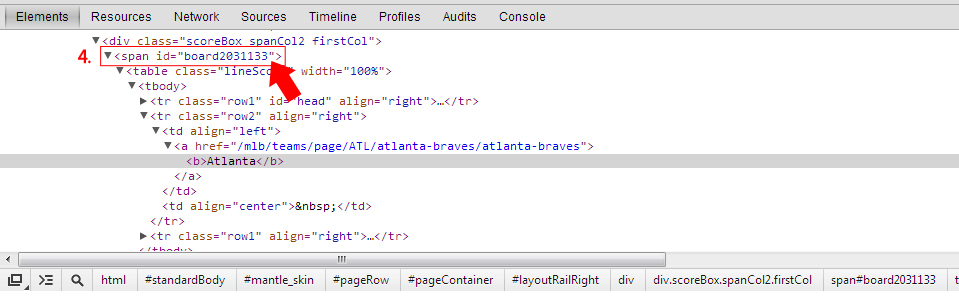 Elements Resources Network Sources Timeline Profiles Audits Console
▼<div class="scoreBox spanCol2 firstCol">
4. ▼<span id="board2031133">
▼<table class="lineScore" width="100%">
▼<tbody>
▶<tr class="row1" id="head" align="right">…</tr>
▼<tr class="row2" align="right">
▼<td align="left">
▼<a href="/mlb/teams/page/ATL/atlanta-braves/atlanta-braves">
<b>Atlanta</b>
</a>
</td>
<td align="center">&nbsp;</td>
</tr>
▶<tr class="row1" align="right">…</tr>
</tbody>
html #standardBody #mantle_skin #pageRow #pageContainer #layoutRailRight div div.scoreBox.spanCol2.firstCol span#board2031133 t